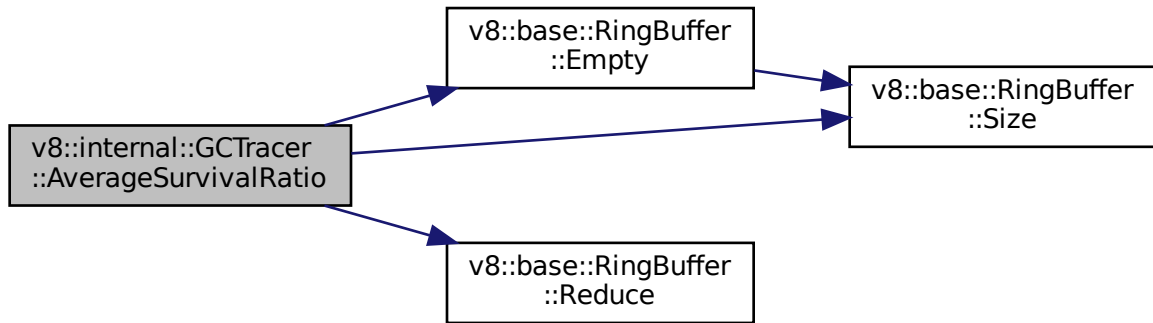 v8::base::RingBuffer
::Empty
v8::base::RingBuffer
::Size
v8::internal::GCTracer
::AverageSurvivalRatio
v8::base::RingBuffer
::Reduce